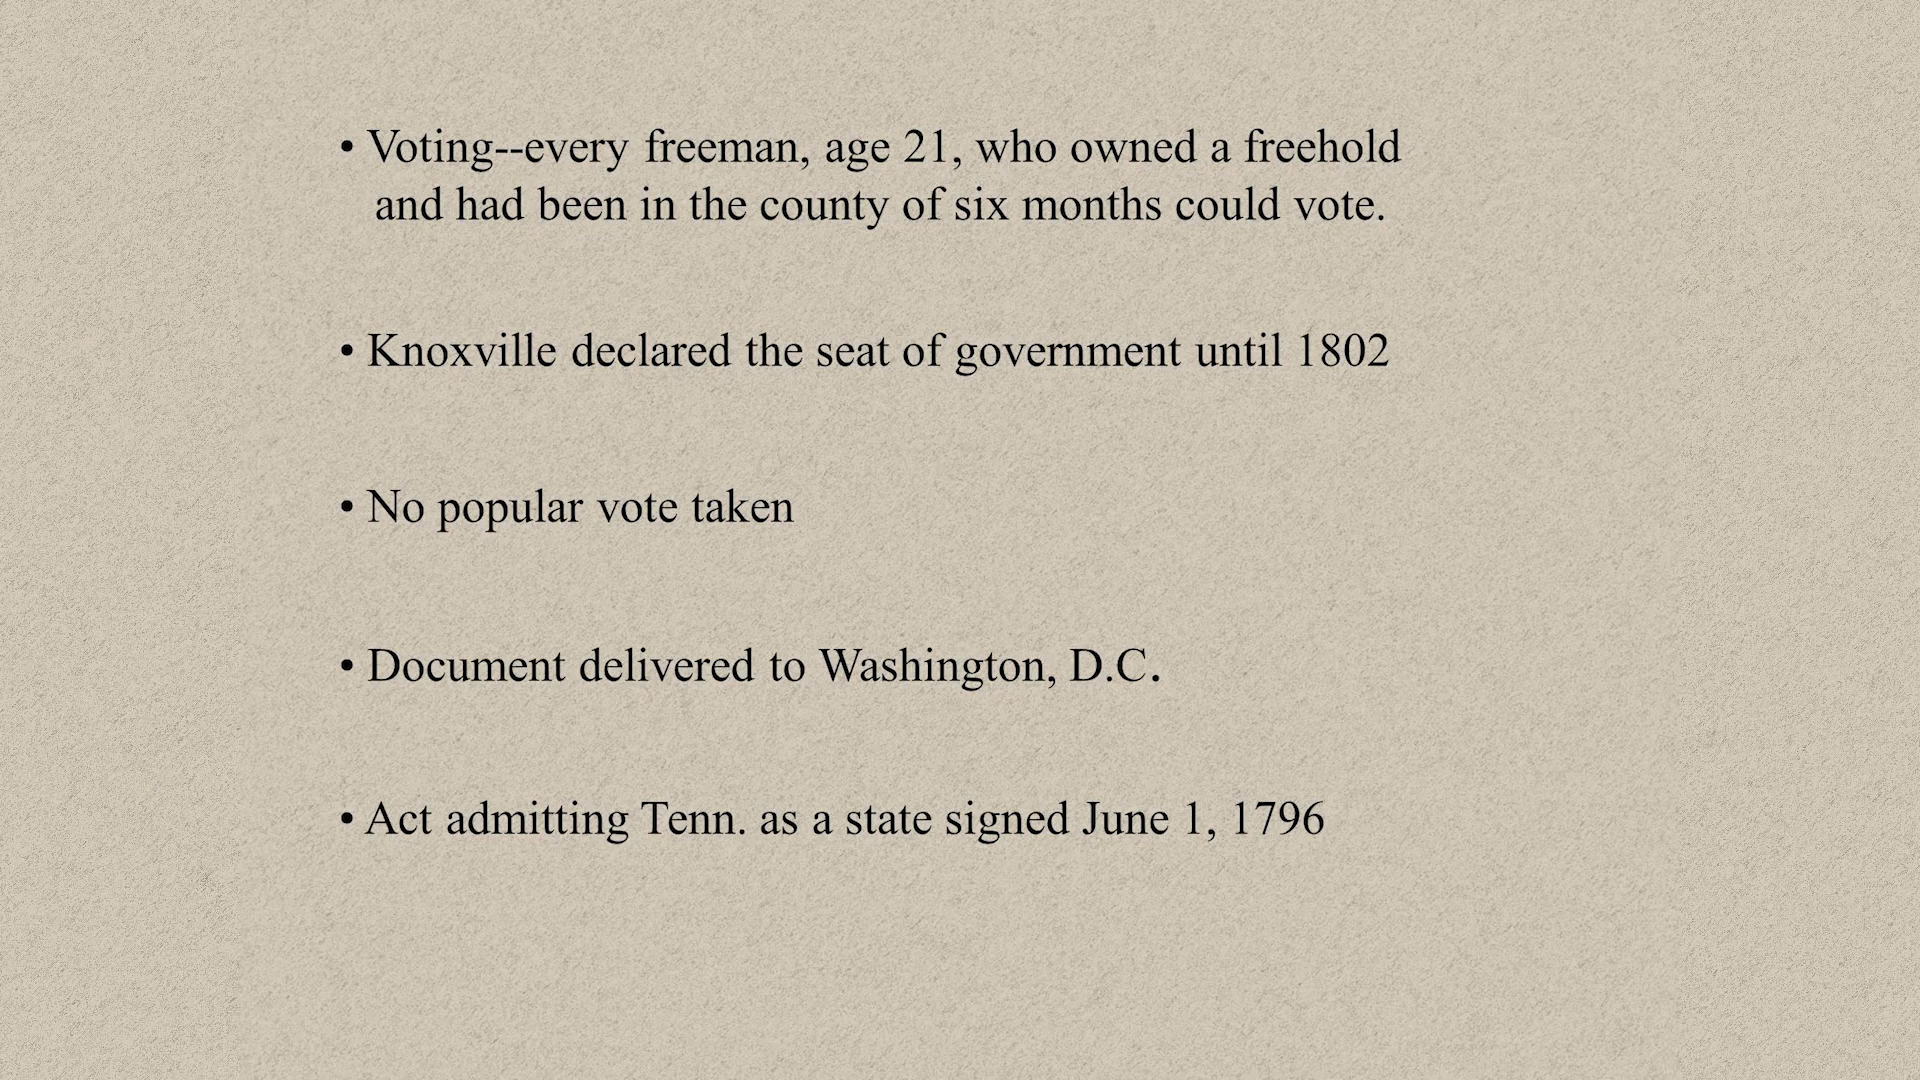 • Voting--every freeman, age 21, who owned a freehold
and had been in the county of six months could vote.
• Knoxville declared the seat of government until 1802
• No popular vote taken
• Document delivered to Washington, D.C.
• Act admitting Tenn. as a state signed June 1, 1796